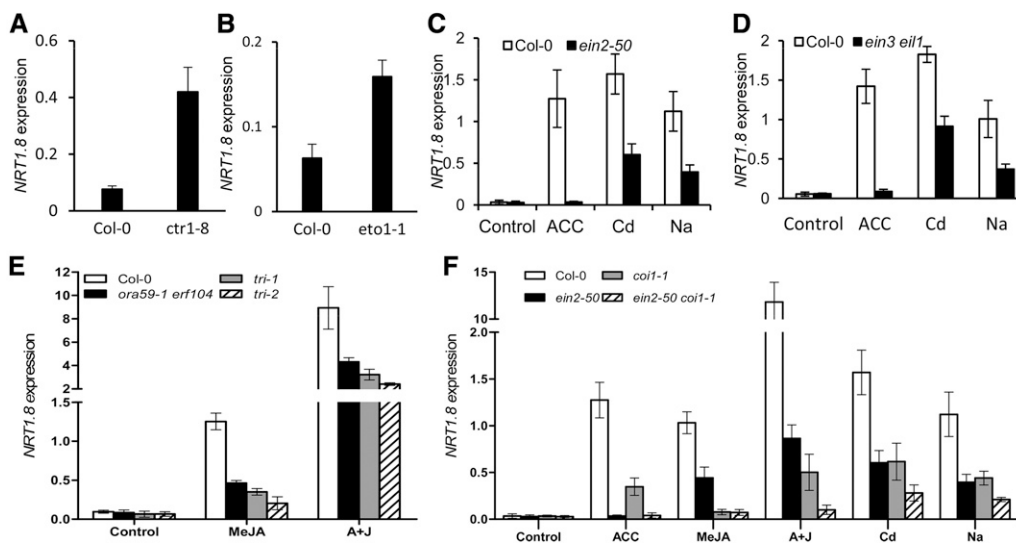 A
NRT1.8 expression
0.6
0.4
0.2
0
Col-0 ctr1-8
B
NRT1.8 expression
0.2
0.1
0
Col-0 eto1-1
C
Col-0 ein2-50
NRT1.8 expression
2
1.5
1
0.5
0
Control ACC Cd Na
D
Col-0 ein3 eil1
NRT1.8 expression
2
1.5
1
0.5
0
Control ACC Cd Na
E
Col-0 tri-1
ora59-1 erf104 tri-2
NRT1.8 expression
12
10
8
6
4
2
1.5
1.0
0.5
0.0
Control MeJA A+J
F
Col-0 coi1-1
ein2-50 ein2-50 coi1-1
NRT1.8 expression
15
10
2.0
1.5
1.0
0.5
0.0
Control ACC MeJA A+J Cd Na